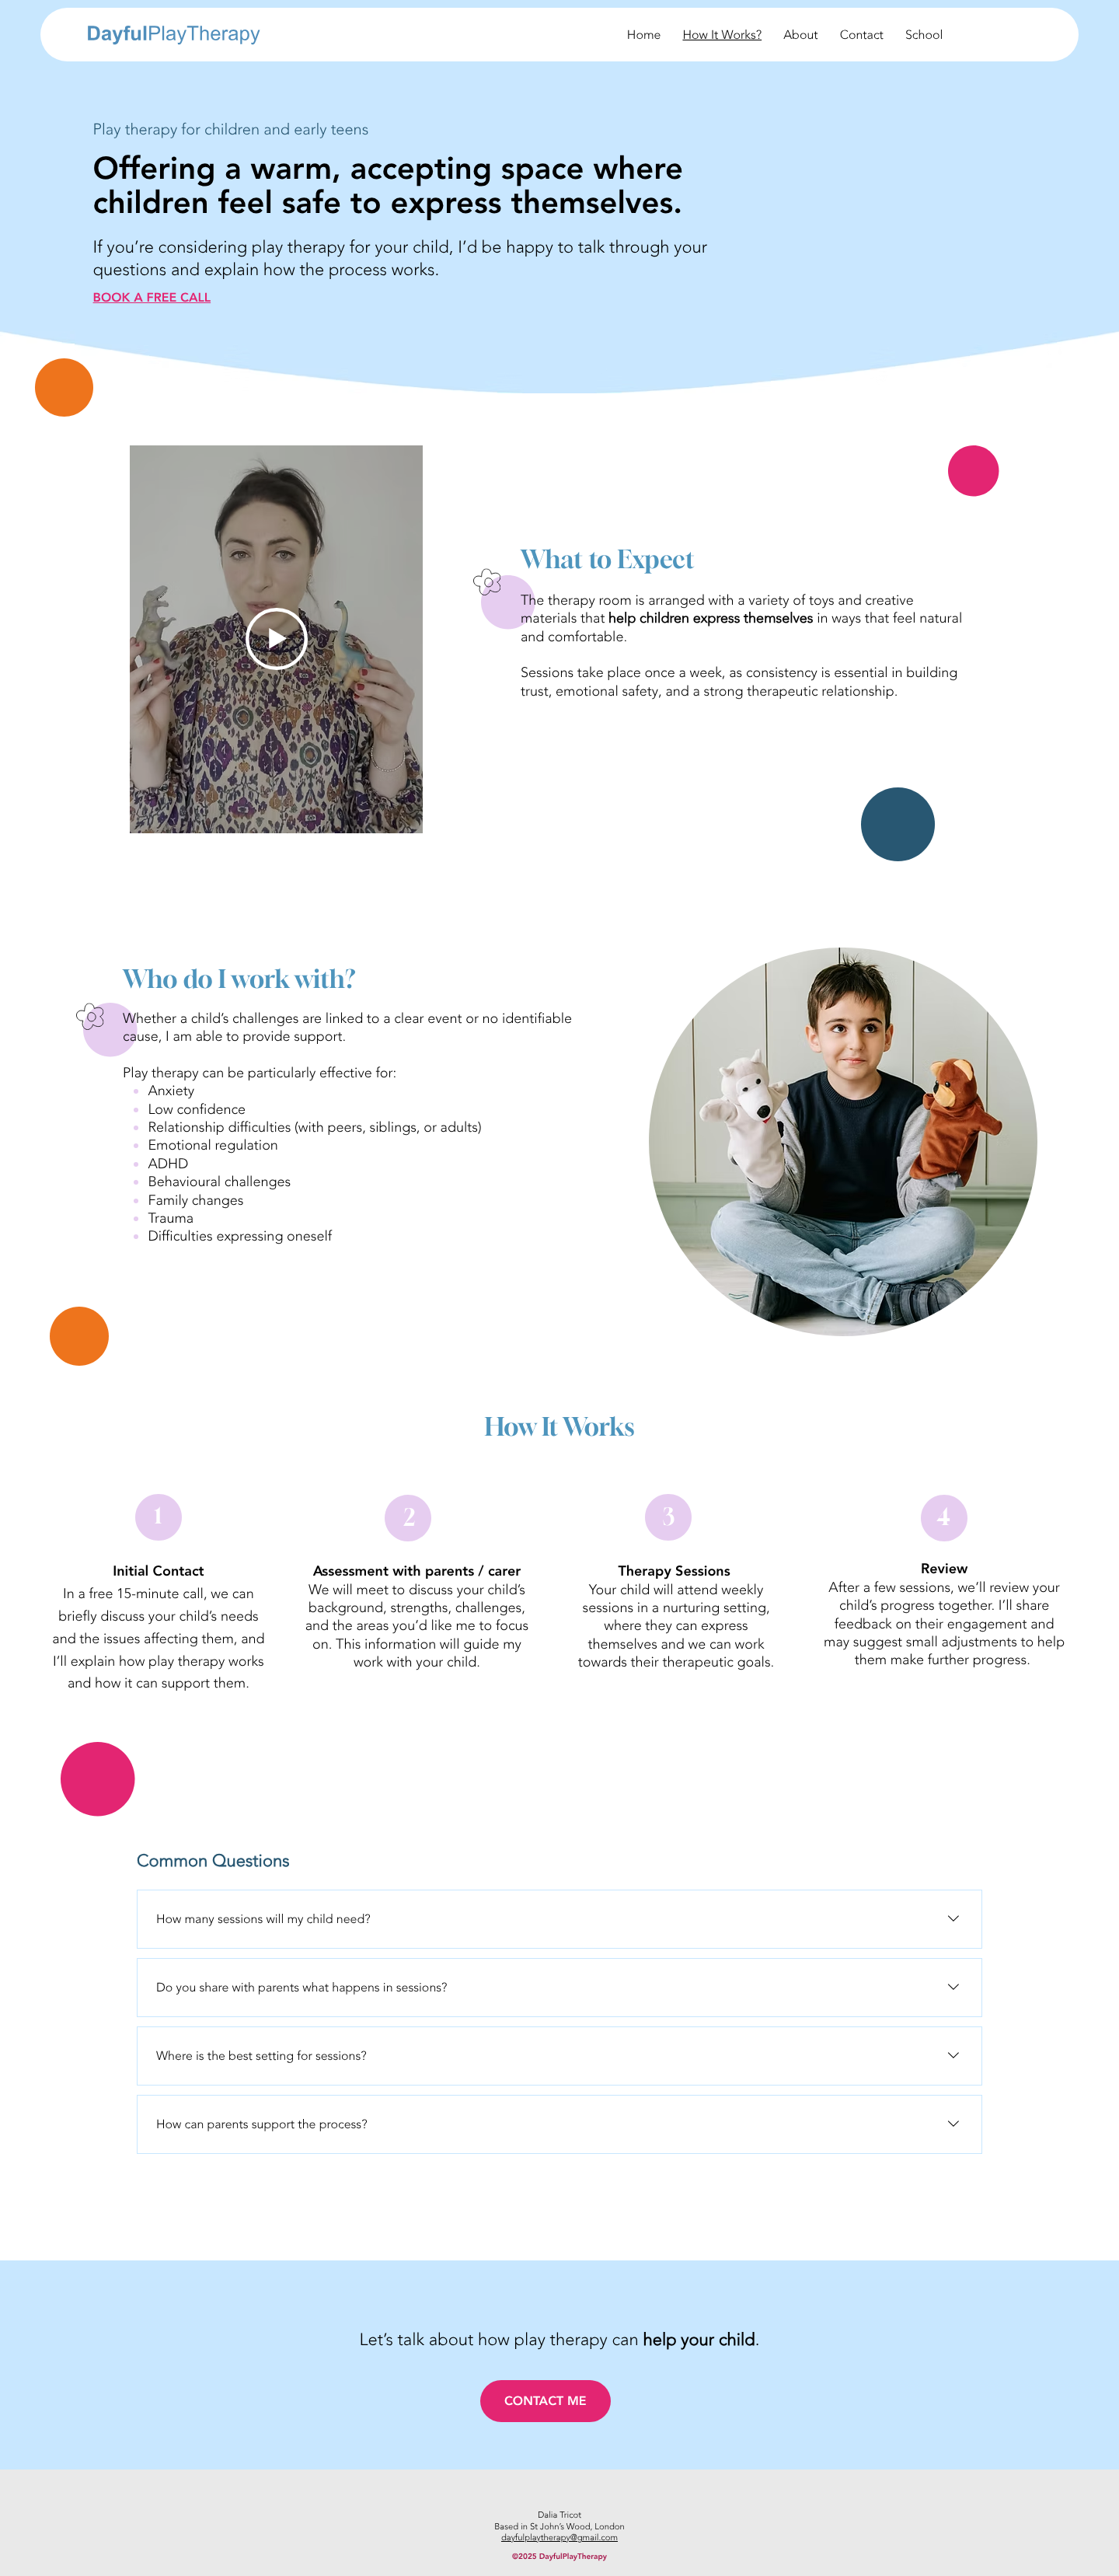 DayfulPlayTherapy
Home How It Works? About Contact School
Play therapy for children and early teens
Offering a warm, accepting space where
children feel safe to express themselves.
If you’re considering play therapy for your child, I’d be happy to talk through your
questions and explain how the process works.
BOOK A FREE CALL
What to Expect
The therapy room is arranged with a variety of toys and creative
materials that help children express themselves in ways that feel natural
and comfortable.
Sessions take place once a week, as consistency is essential in building
trust, emotional safety, and a strong therapeutic relationship.
Who do I work with?
Whether a child’s challenges are linked to a clear event or no identifiable
cause, I am able to provide support.
Play therapy can be particularly effective for:
Anxiety
Low confidence
Relationship difficulties (with peers, siblings, or adults)
Emotional regulation
ADHD
Behavioural challenges
Family changes
Trauma
Difficulties expressing oneself
How It Works
1
Initial Contact
In a free 15-minute call, we can
briefly discuss your child’s needs
and the issues affecting them, and
I’ll explain how play therapy works
and how it can support them.
2
Assessment with parents / carer
We will meet to discuss your child’s
background, strengths, challenges,
and the areas you’d like me to focus
on. This information will guide my
work with your child.
3
Therapy Sessions
Your child will attend weekly
sessions in a nurturing setting,
where they can express
themselves and we can work
towards their therapeutic goals.
4
Review
After a few sessions, we’ll review your
child’s progress together. I’ll share
feedback on their engagement and
may suggest small adjustments to help
them make further progress.
Common Questions
How many sessions will my child need?
Do you share with parents what happens in sessions?
Where is the best setting for sessions?
How can parents support the process?
Let’s talk about how play therapy can help your child.
CONTACT ME
Dalia Tricot
Based in St John’s Wood, London
dayfulplaytherapy@gmail.com
©2025 DayfulPlayTherapy